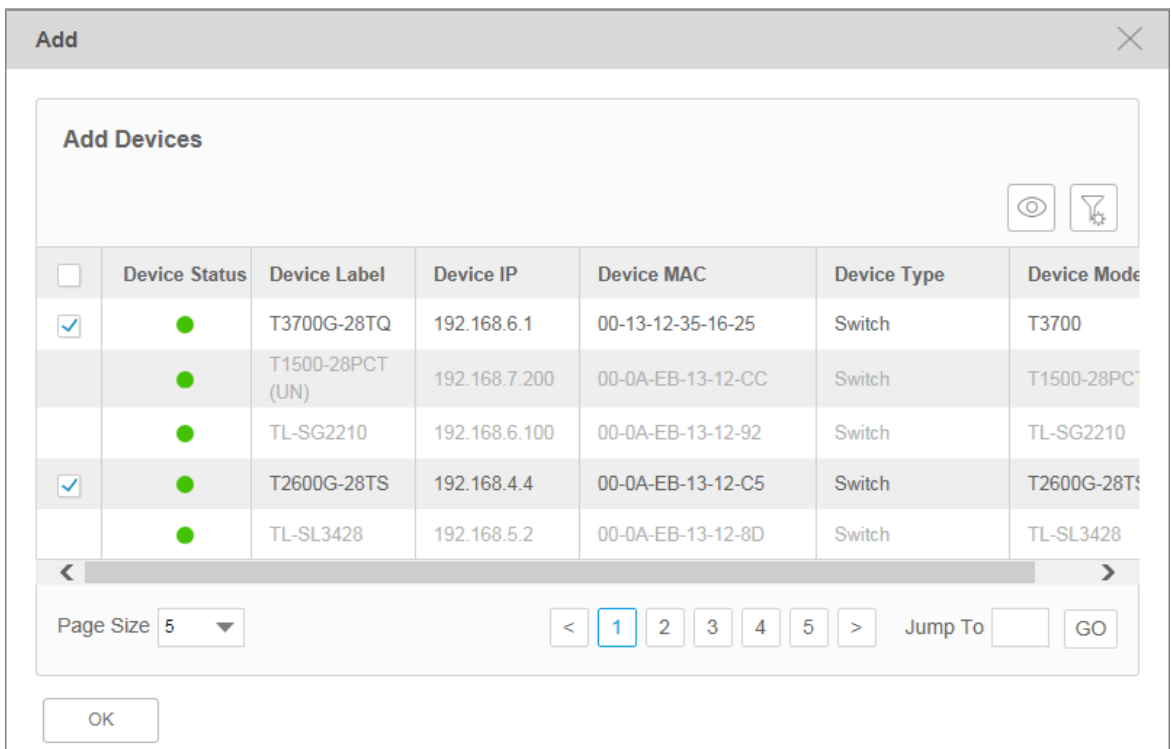 Add
Add Devices
Device Status Device Label Device IP Device MAC Device Type Device Mode
T3700G-28TQ 192.168.6.1 00-13-12-35-16-25 Switch T3700
T1500-28PCT
(UN) 192.168.7.200 00-0A-EB-13-12-CC Switch T1500-28PCT
TL-SG2210 192.168.6.100 00-0A-EB-13-12-92 Switch TL-SG2210
T2600G-28TS 192.168.4.4 00-0A-EB-13-12-C5 Switch T2600G-28TS
TL-SL3428 192.168.5.2 00-0A-EB-13-12-8D Switch TL-SL3428
Page Size 5 < 1 2 3 4 5 > Jump To GO
OK